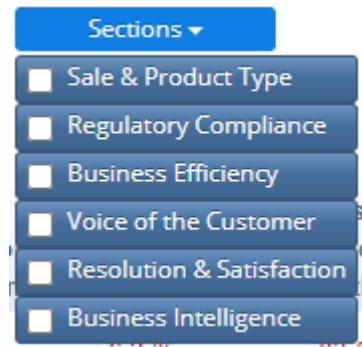 Sections
Sale & Product Type
Regulatory Compliance
Business Efficiency
Voice of the Customer
Resolution & Satisfaction
Business Intelligence